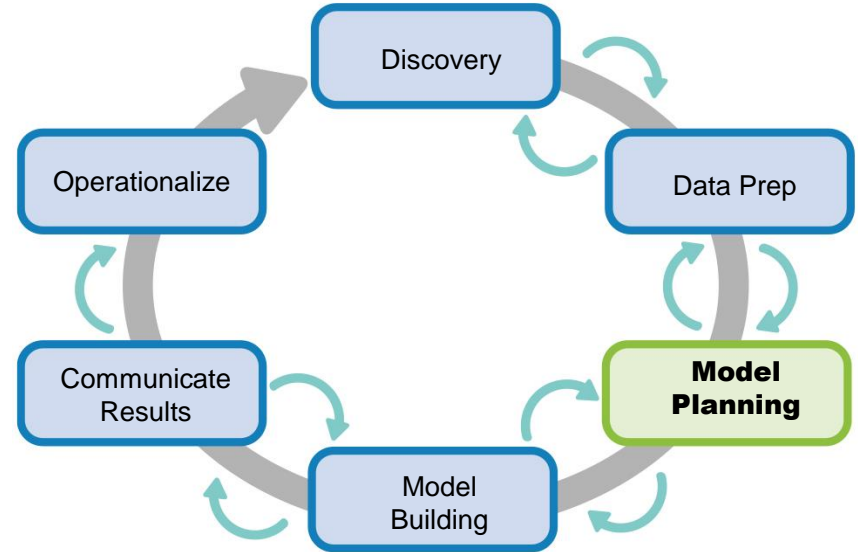 Discovery
Data Prep
Model
Planning
Model
Building
Communicate
Results
Operationalize